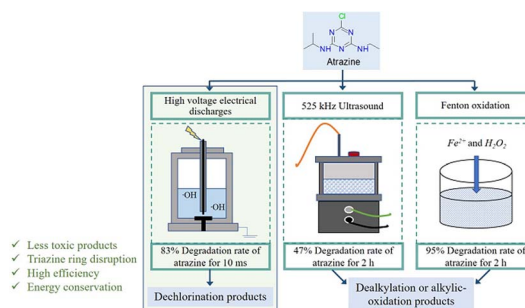 Cl
N
N
HN
N
NH
Atrazine
High voltage electrical
discharges
525 kHz Ultrasound
Fenton oxidation
·OH
·OH
Fe²⁺ and H₂O₂
83% Degradation rate of
atrazine for 10 ms
47% Degradation rate of
atrazine for 2 h
95% Degradation rate of
atrazine for 2 h
✓ Less toxic products
✓ Triazine ring disruption
✓ High efficiency
✓ Energy conservation
Dechlorination products
Dealkylation or alkylic-
oxidation products